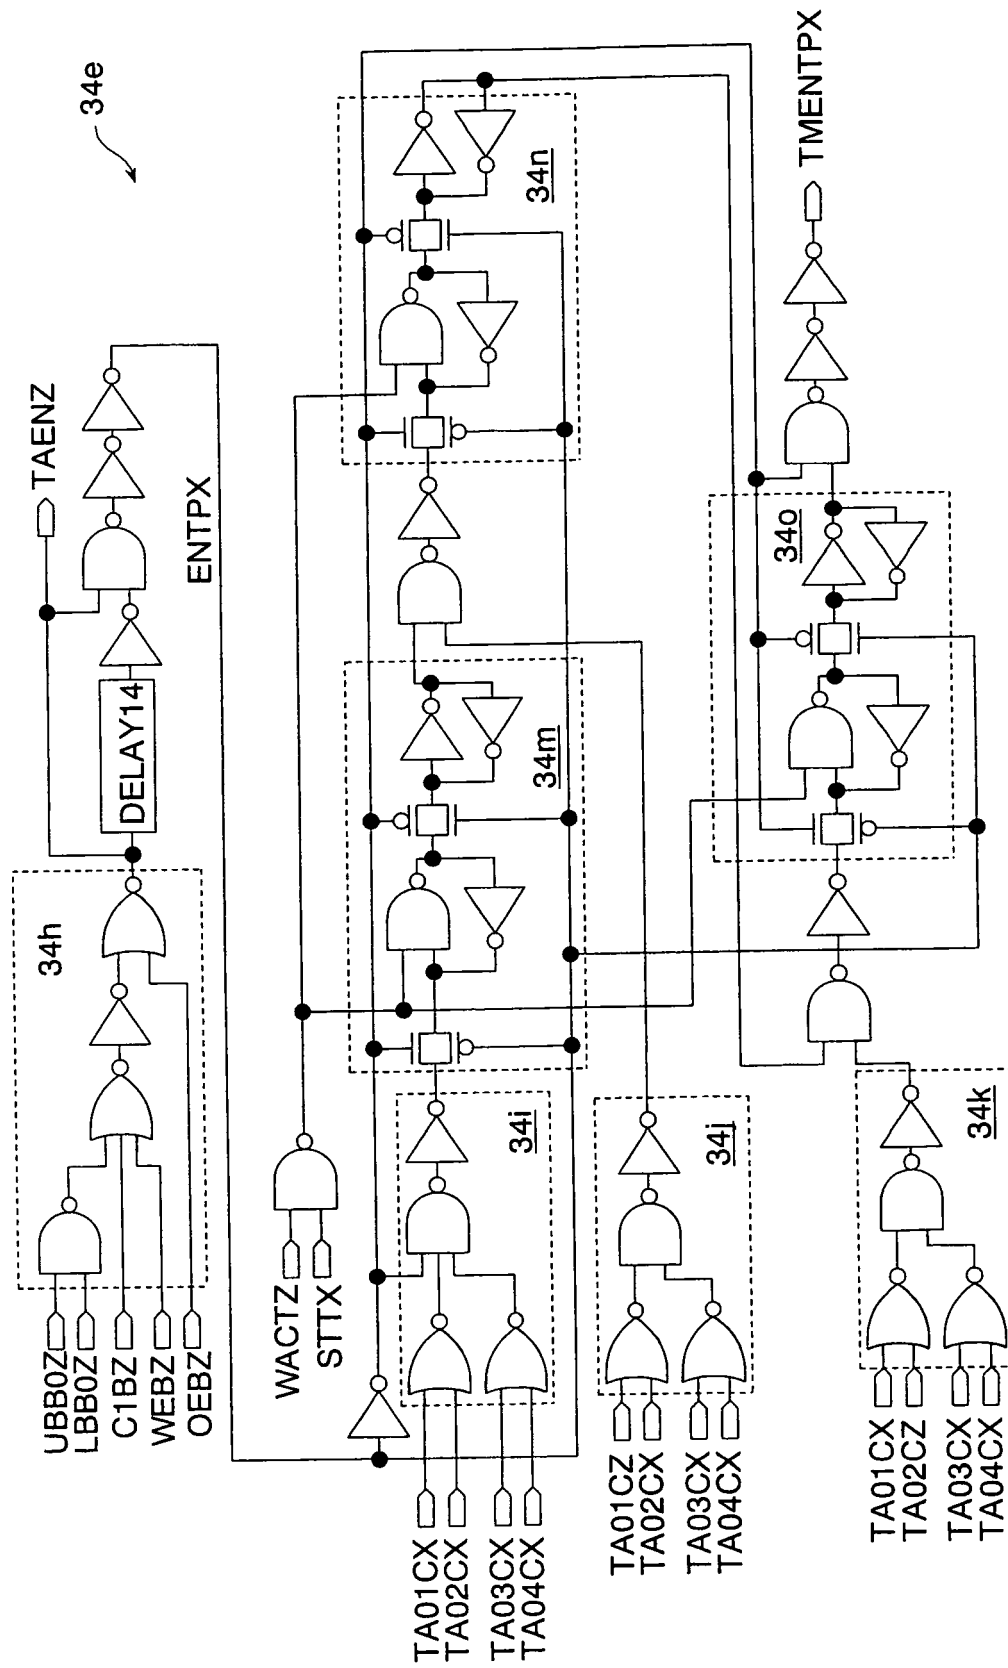 34e
UBB0Z
LBB0Z
C1BZ
WEBZ
OEBZ
34h
DELAY14
TAENZ
ENTPX
WACTZ
STTX
TA01CX
TA02CX
TA03CX
TA04CX
34i
34m
34n
TA01CZ
TA02CX
TA03CX
TA04CX
34j
TA01CX
TA02CZ
TA03CX
TA04CX
34k
34o
TMENTPX